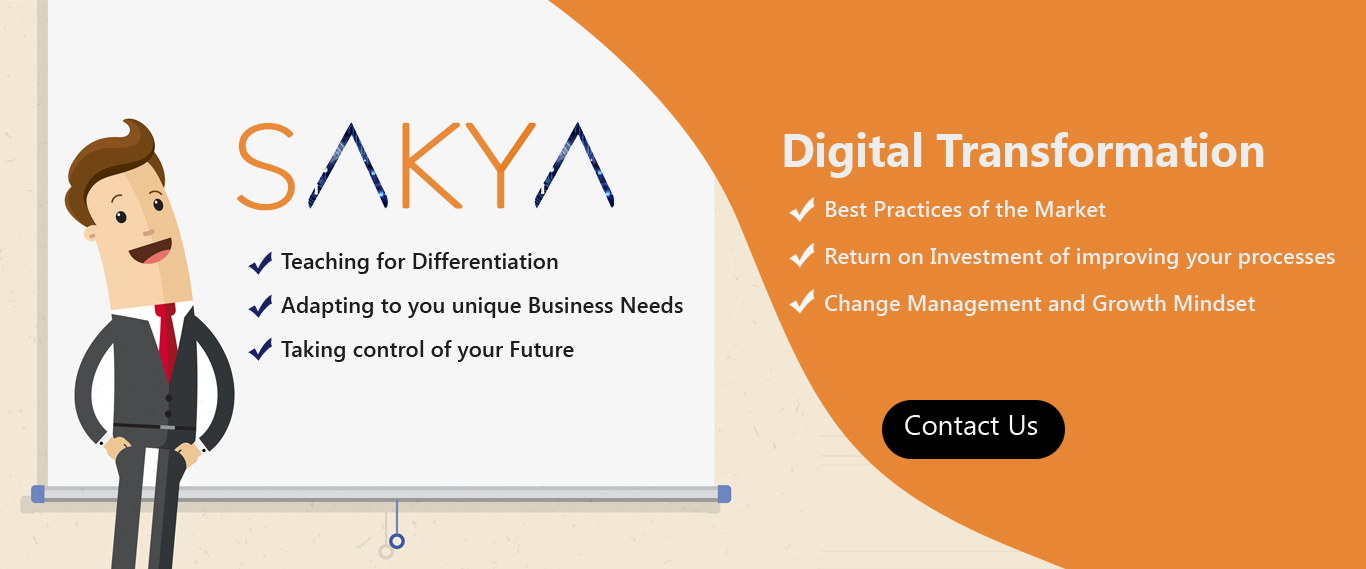 SAKYA
Teaching for Differentiation
Adapting to you unique Business Needs
Taking control of your Future
Digital Transformation
Best Practices of the Market
Return on Investment of improving your processes
Change Management and Growth Mindset
Contact Us